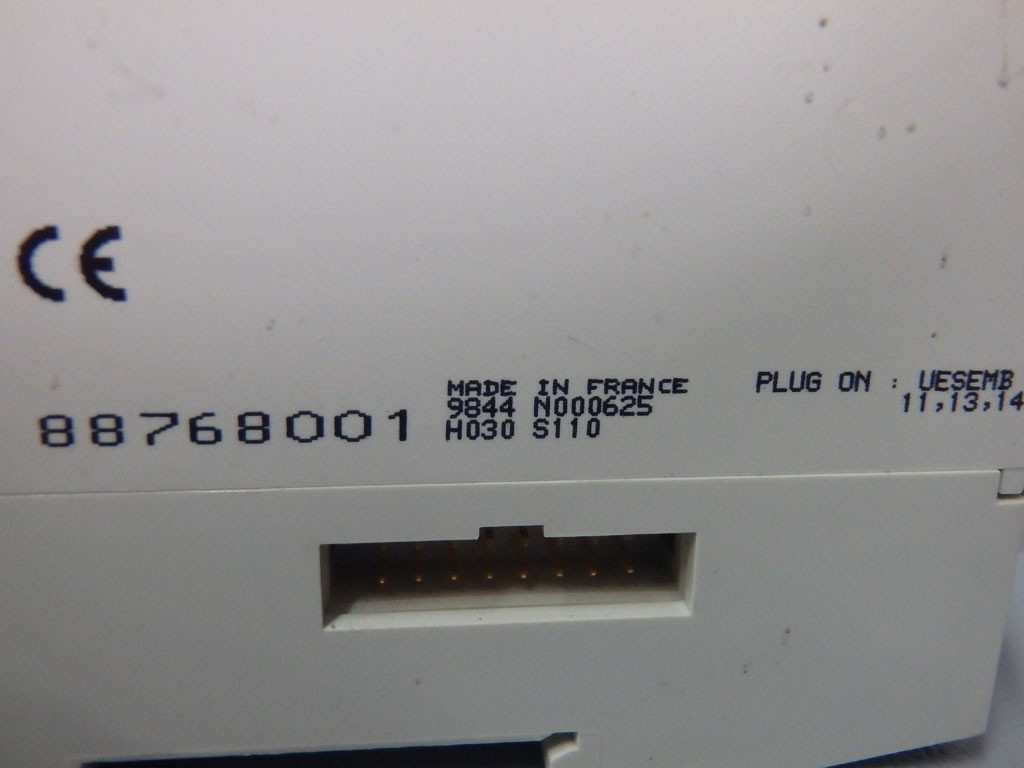 CE
88768001
MADE IN FRANCE
9844 N000625
H030 S110
PLUG ON : UESEMB
11,13,14